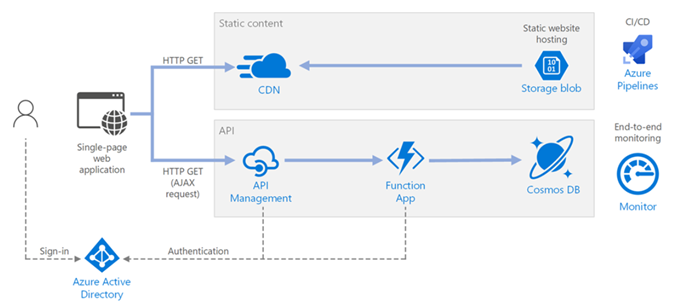 Static content
Static website
hosting
CI/CD
HTTP GET
CDN
Storage blob
Azure
Pipelines
Single-page
web
application
API
End-to-end
monitoring
HTTP GET
(AJAX
request)
API
Management
Function
App
Cosmos DB
Monitor
Sign-in
Authentication
Azure Active
Directory
10
01